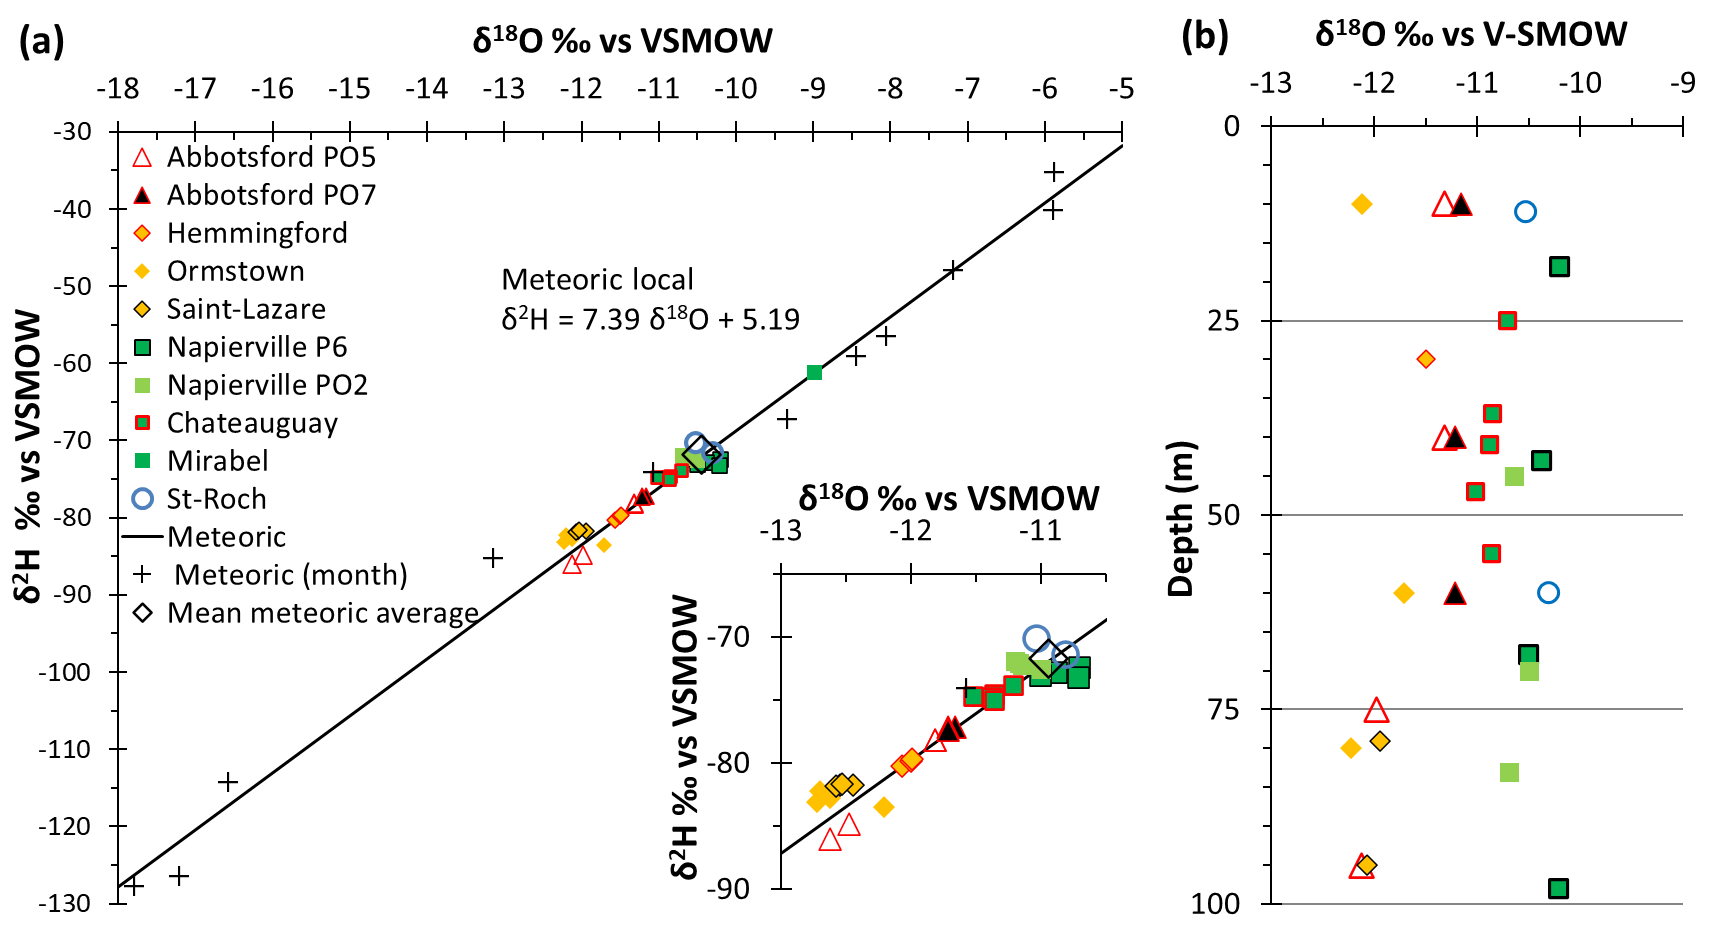 (a)
δ¹⁸O ‰ vs VSMOW
-18 -17 -16 -15 -14 -13 -12 -11 -10 -9 -8 -7 -6 -5
-30
-40
-50
-60
-70
-80
-90
-100
-110
-120
-130
δ²H ‰ vs VSMOW
Abbotsford PO5
Abbotsford PO7
Hemmingford
Ormstown
Saint-Lazare
Napierville P6
Napierville PO2
Chateauguay
Mirabel
St-Roch
Meteoric
Meteoric (month)
Mean meteoric average
Meteoric local
δ²H = 7.39 δ¹⁸O + 5.19
δ¹⁸O ‰ vs VSMOW
-13 -12 -11
-70
-80
-90
δ²H ‰ vs VSMOW
(b)
δ¹⁸O ‰ vs V-SMOW
-13 -12 -11 -10 -9
0
25
50
75
100
Depth (m)